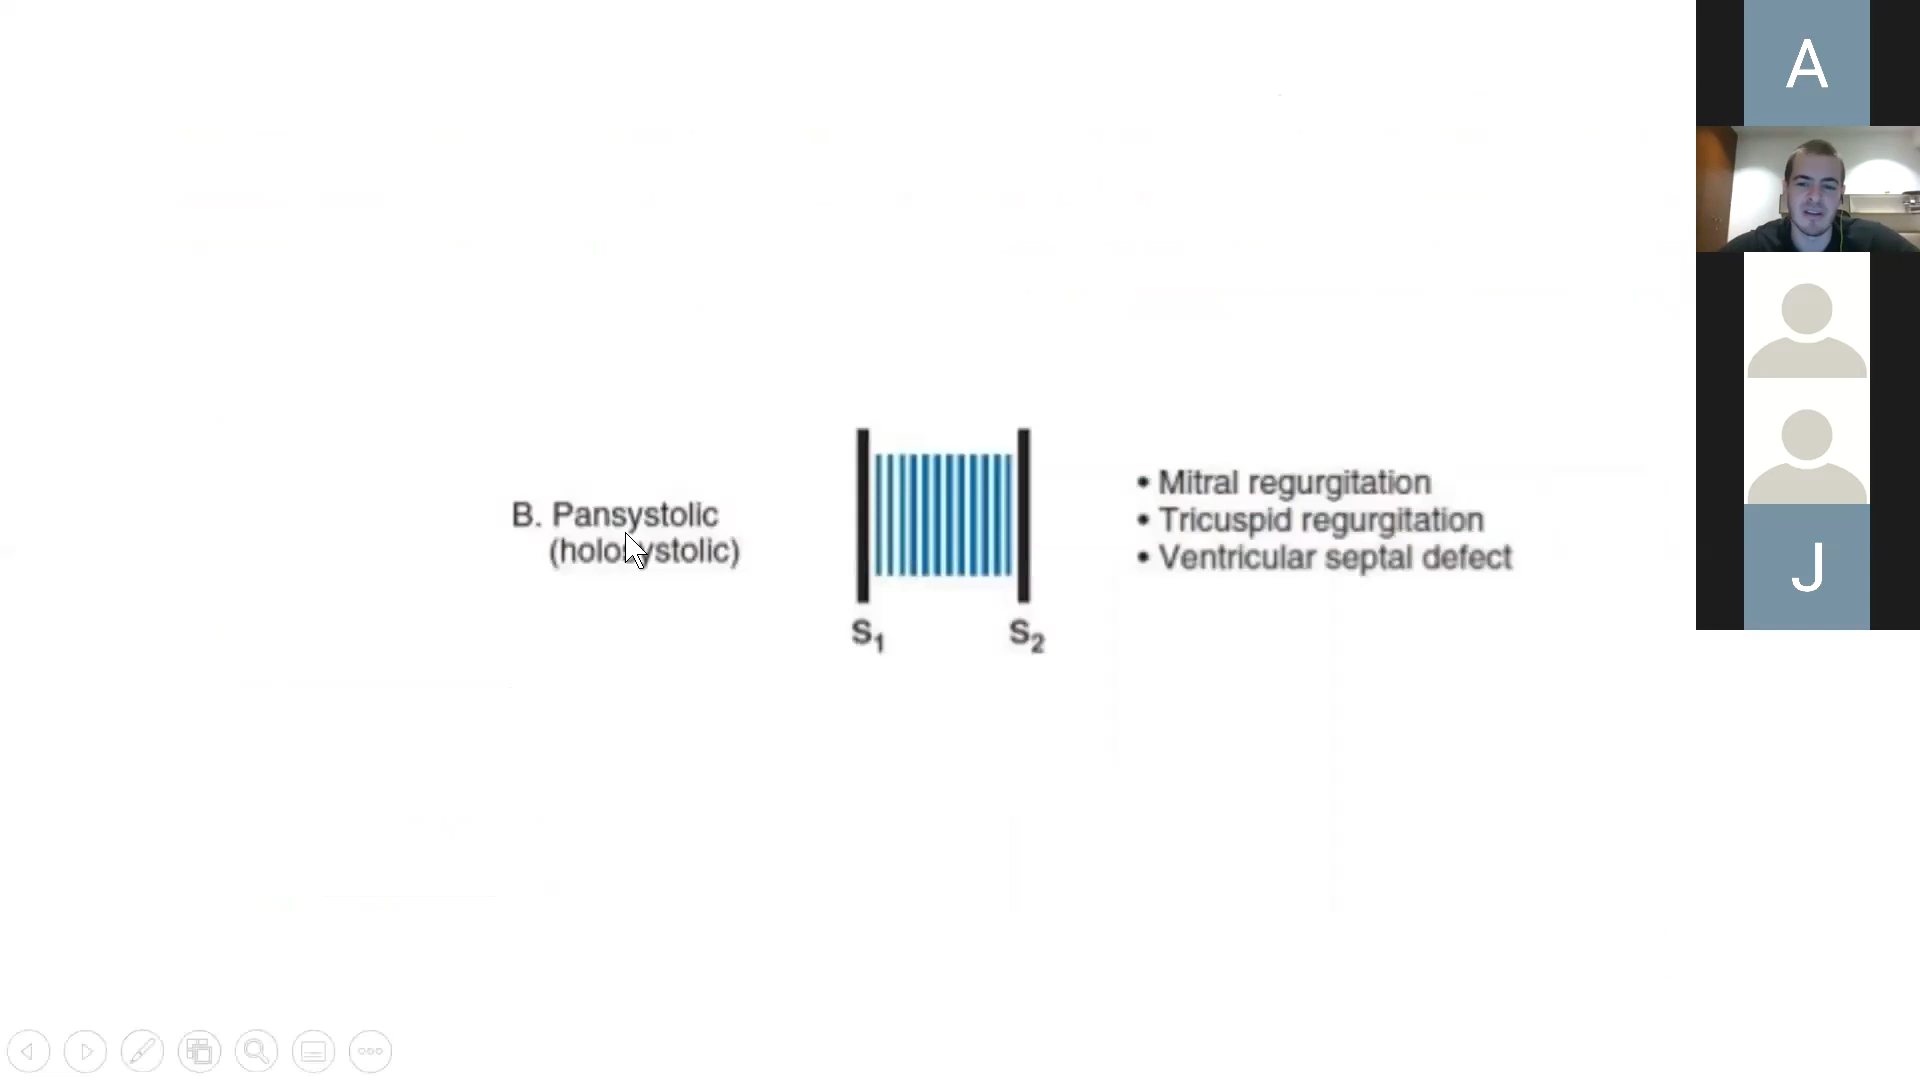 B. Pansystolic
(holosystolic)
S1
S2
• Mitral regurgitation
• Tricuspid regurgitation
• Ventricular septal defect
A
J